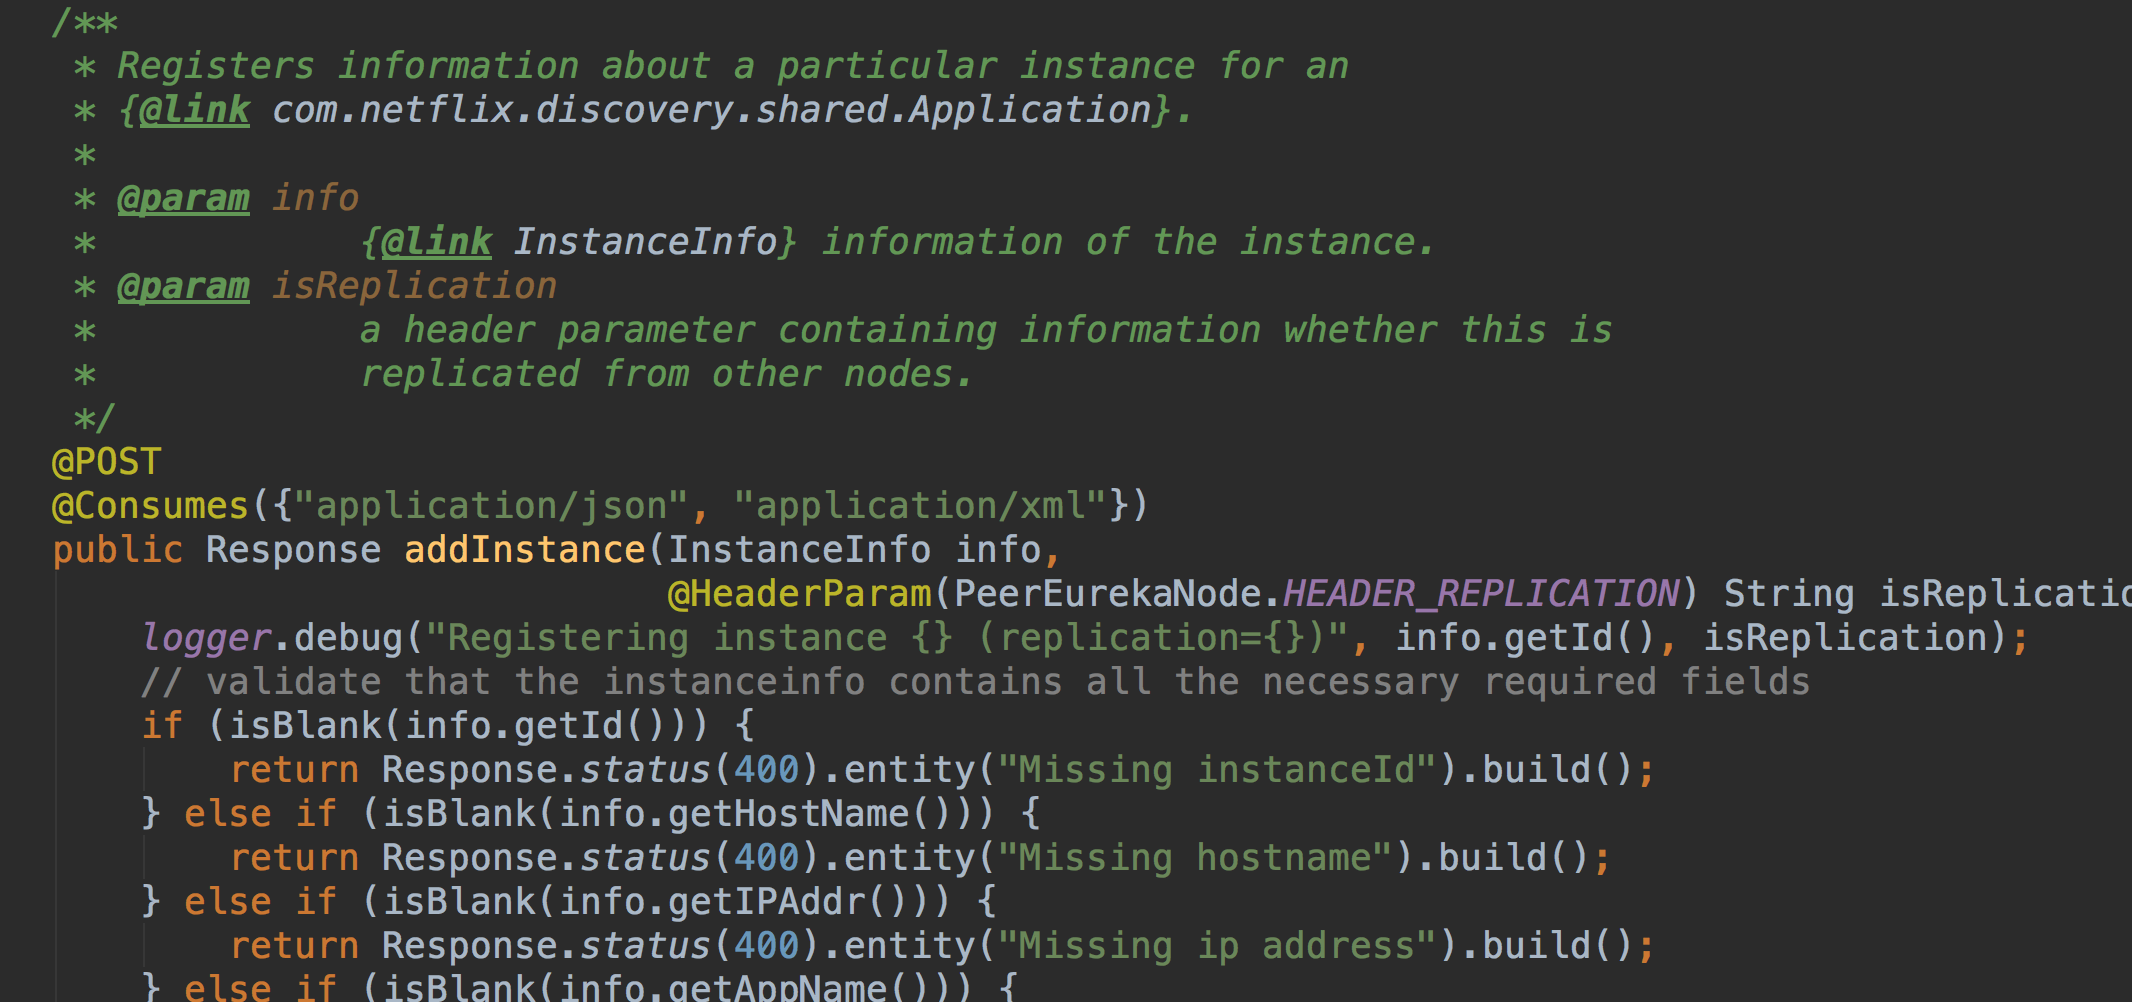 /**
 * Registers information about a particular instance for an
 * {@link com.netflix.discovery.shared.Application}.
 *
 * @param info
 *            {@link InstanceInfo} information of the instance.
 * @param isReplication
 *            a header parameter containing information whether this is
 *            replicated from other nodes.
 */
@POST
@Consumes({"application/json", "application/xml"})
public Response addInstance(InstanceInfo info,
                            @HeaderParam(PeerEurekaNode.HEADER_REPLICATION) String
    logger.debug("Registering instance {} (replication={})", info.getId(), isReplication);
    // validate that the instanceinfo contains all the necessary required fields
    if (isBlank(info.getId())) {
        return Response.status(400).entity("Missing instanceId").build();
    } else if (isBlank(info.getHostName())) {
        return Response.status(400).entity("Missing hostname").build();
    } else if (isBlank(info.getIPAddr())) {
        return Response.status(400).entity("Missing ip address").build();
    } else if (isBlank(info.getAppName())) {